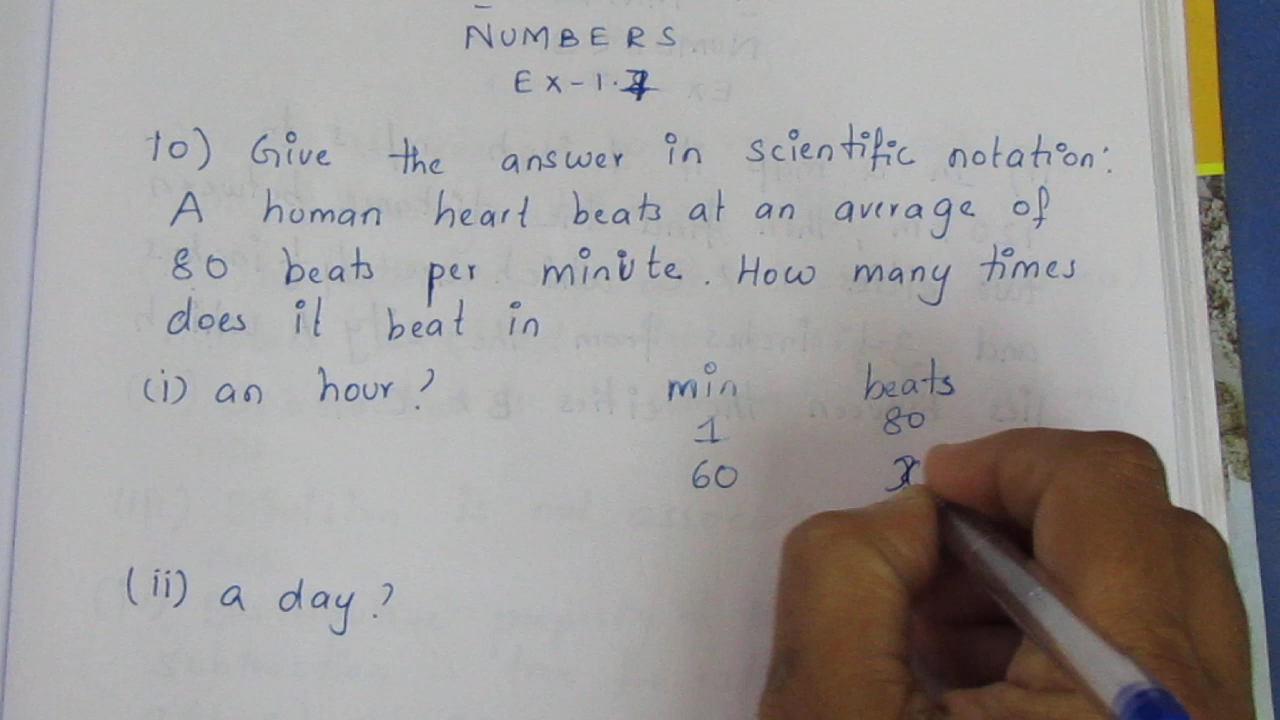 NUMBERS
EX-1.7
10) Give the answer in scientific notation:
A human heart beats at an average of
80 beats per minute. How many times
does it beat in
(i) an hour? min beats
1 80
60 x
(ii) a day?